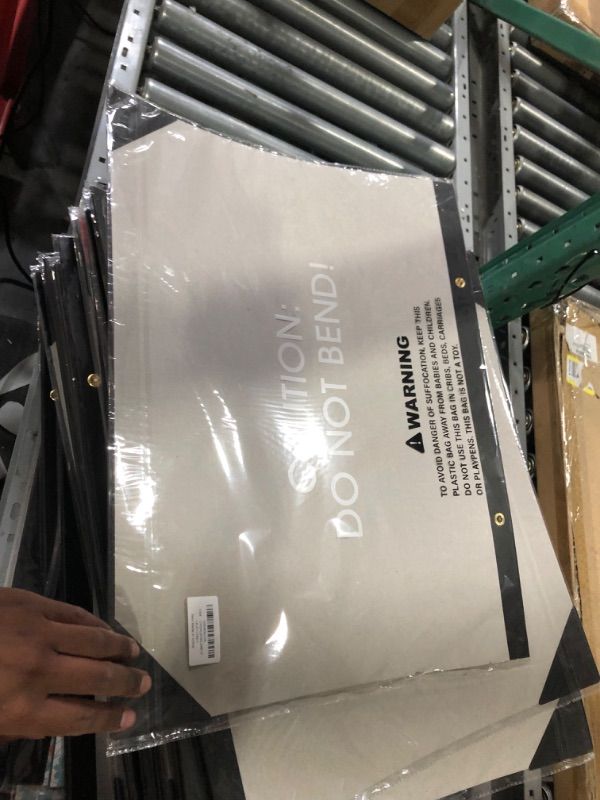 CAUTION:
DO NOT BEND!
WARNING
TO AVOID DANGER OF SUFFOCATION, KEEP THIS
PLASTIC BAG AWAY FROM BABIES AND CHILDREN.
DO NOT USE THIS BAG IN CRIBS, BEDS, CARRIAGES
OR PLAYPENS. THIS BAG IS NOT A TOY.